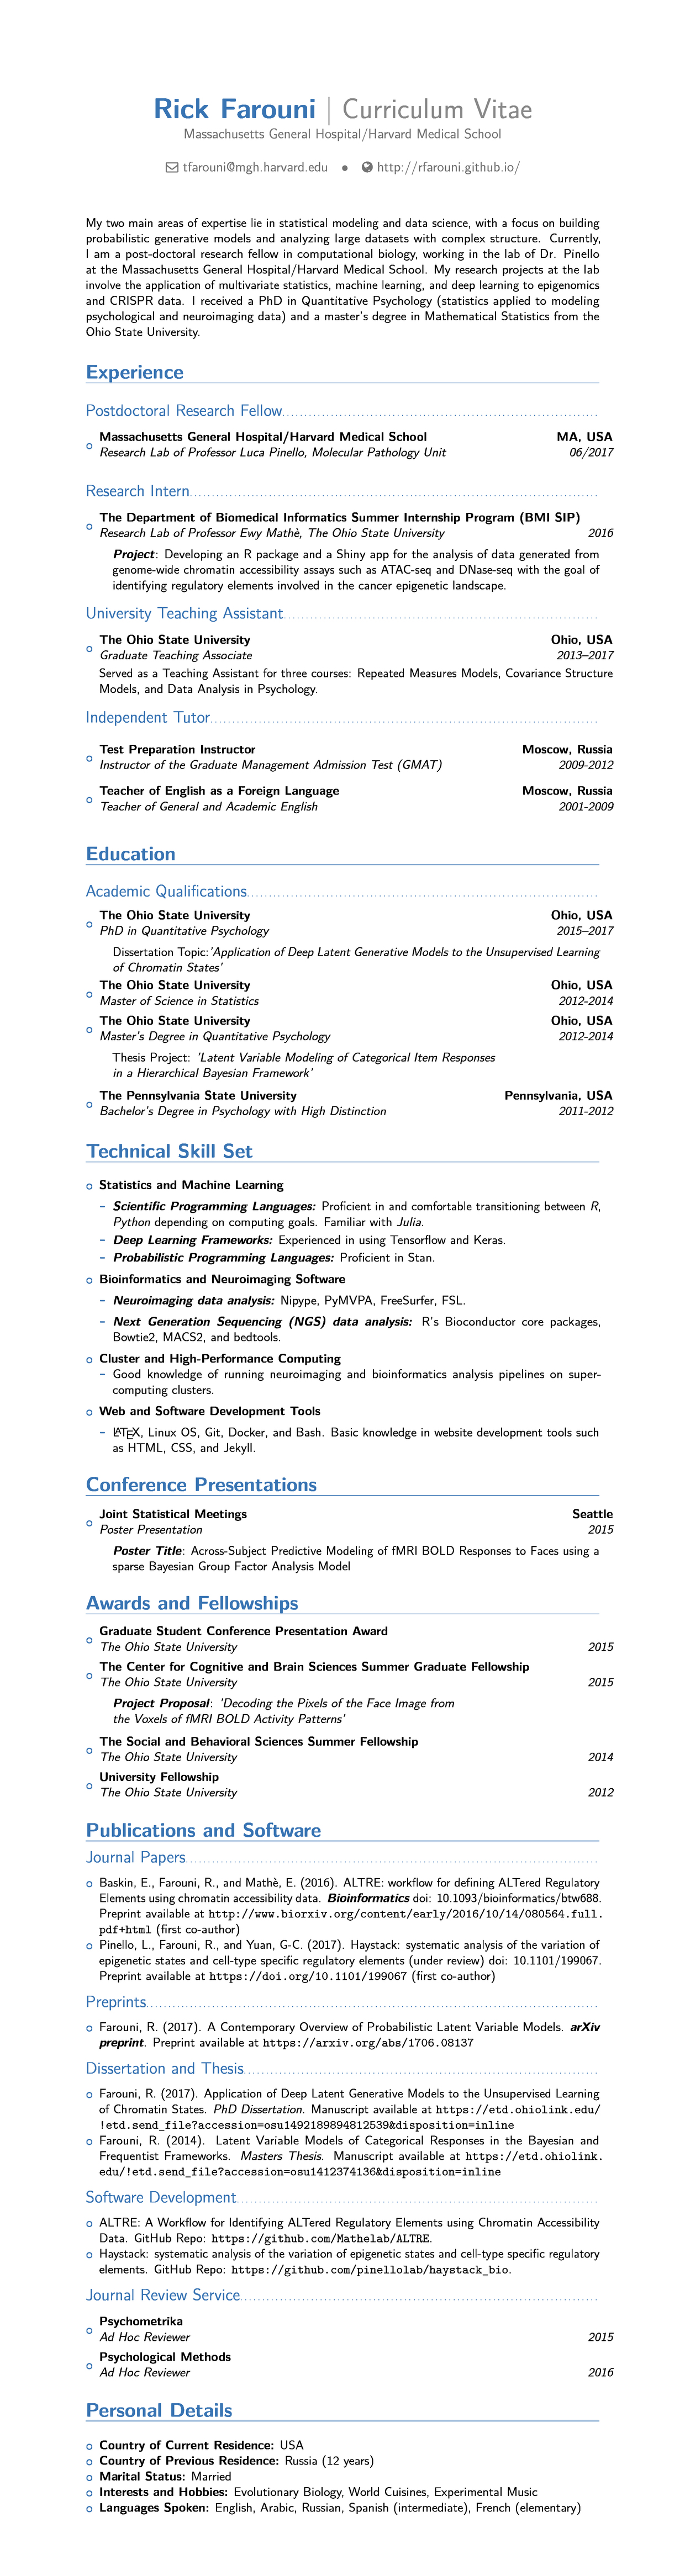 Rick Farouni | Curriculum Vitae
Massachusetts General Hospital/Harvard Medical School
tfarouni@mgh.harvard.edu • http://rfarouni.github.io/
My two main areas of expertise lie in statistical modeling and data science, with a focus on building
probabilistic generative models and analyzing large datasets with complex structure. Currently,
I am a post-doctoral research fellow in computational biology, working in the lab of Dr. Pinello
at the Massachusetts General Hospital/Harvard Medical School. My research projects at the lab
involve the application of multivariate statistics, machine learning, and deep learning to epigenomics
and CRISPR data. I received a PhD in Quantitative Psychology (statistics applied to modeling
psychological and neuroimaging data) and a master's degree in Mathematical Statistics from the
Ohio State University.
Experience
Postdoctoral Research Fellow
Massachusetts General Hospital/Harvard Medical School MA, USA
Research Lab of Professor Luca Pinello, Molecular Pathology Unit 06/2017
Research Intern
The Department of Biomedical Informatics Summer Internship Program (BMI SIP)
Research Lab of Professor Ewy Mathè, The Ohio State University 2016
Project: Developing an R package and a Shiny app for the analysis of data generated from
genome-wide chromatin accessibility assays such as ATAC-seq and DNase-seq with the goal of
identifying regulatory elements involved in the cancer epigenetic landscape.
University Teaching Assistant
The Ohio State University Ohio, USA
Graduate Teaching Associate 2013–2017
Served as a Teaching Assistant for three courses: Repeated Measures Models, Covariance Structure
Models, and Data Analysis in Psychology.
Independent Tutor
Test Preparation Instructor Moscow, Russia
Instructor of the Graduate Management Admission Test (GMAT) 2009-2012
Teacher of English as a Foreign Language Moscow, Russia
Teacher of General and Academic English 2001-2009
Education
Academic Qualifications
The Ohio State University Ohio, USA
PhD in Quantitative Psychology 2015–2017
Dissertation Topic:'Application of Deep Latent Generative Models to the Unsupervised Learning
of Chromatin States'
The Ohio State University Ohio, USA
Master of Science in Statistics 2012-2014
The Ohio State University Ohio, USA
Master's Degree in Quantitative Psychology 2012-2014
Thesis Project: 'Latent Variable Modeling of Categorical Item Responses
in a Hierarchical Bayesian Framework'
The Pennsylvania State University Pennsylvania, USA
Bachelor's Degree in Psychology with High Distinction 2011-2012
Technical Skill Set
Statistics and Machine Learning
– Scientific Programming Languages: Proficient in and comfortable transitioning between R,
Python depending on computing goals. Familiar with Julia.
– Deep Learning Frameworks: Experienced in using Tensorflow and Keras.
– Probabilistic Programming Languages: Proficient in Stan.
Bioinformatics and Neuroimaging Software
– Neuroimaging data analysis: Nipype, PyMVPA, FreeSurfer, FSL.
– Next Generation Sequencing (NGS) data analysis: R's Bioconductor core packages,
Bowtie2, MACS2, and bedtools.
Cluster and High-Performance Computing
– Good knowledge of running neuroimaging and bioinformatics analysis pipelines on super-
computing clusters.
Web and Software Development Tools
– LATEX, Linux OS, Git, Docker, and Bash. Basic knowledge in website development tools such
as HTML, CSS, and Jekyll.
Conference Presentations
Joint Statistical Meetings Seattle
Poster Presentation 2015
Poster Title: Across-Subject Predictive Modeling of fMRI BOLD Responses to Faces using a
sparse Bayesian Group Factor Analysis Model
Awards and Fellowships
Graduate Student Conference Presentation Award
The Ohio State University 2015
The Center for Cognitive and Brain Sciences Summer Graduate Fellowship
The Ohio State University 2015
Project Proposal: 'Decoding the Pixels of the Face Image from
the Voxels of fMRI BOLD Activity Patterns'
The Social and Behavioral Sciences Summer Fellowship
The Ohio State University 2014
University Fellowship
The Ohio State University 2012
Publications and Software
Journal Papers
Baskin, E., Farouni, R., and Mathè, E. (2016). ALTRE: workflow for defining ALTered Regulatory
Elements using chromatin accessibility data. Bioinformatics doi: 10.1093/bioinformatics/btw688.
Preprint available at http://www.biorxiv.org/content/early/2016/10/14/080564.full.
pdf+html (first co-author)
Pinello, L., Farouni, R., and Yuan, G-C. (2017). Haystack: systematic analysis of the variation of
epigenetic states and cell-type specific regulatory elements (under review) doi: 10.1101/199067.
Preprint available at https://doi.org/10.1101/199067 (first co-author)
Preprints
Farouni, R. (2017). A Contemporary Overview of Probabilistic Latent Variable Models. arXiv
preprint. Preprint available at https://arxiv.org/abs/1706.08137
Dissertation and Thesis
Farouni, R. (2017). Application of Deep Latent Generative Models to the Unsupervised Learning
of Chromatin States. PhD Dissertation. Manuscript available at https://etd.ohiolink.edu/
!etd.send_file?accession=osu1492189894812539&disposition=inline
Farouni, R. (2014). Latent Variable Models of Categorical Responses in the Bayesian and
Frequentist Frameworks. Masters Thesis. Manuscript available at https://etd.ohiolink.
edu/!etd.send_file?accession=osu1412374136&disposition=inline
Software Development
ALTRE: A Workflow for Identifying ALTered Regulatory Elements using Chromatin Accessibility
Data. GitHub Repo: https://github.com/Mathelab/ALTRE.
Haystack: systematic analysis of the variation of epigenetic states and cell-type specific regulatory
elements. GitHub Repo: https://github.com/pinellolab/haystack_bio.
Journal Review Service
Psychometrika
Ad Hoc Reviewer 2015
Psychological Methods
Ad Hoc Reviewer 2016
Personal Details
Country of Current Residence: USA
Country of Previous Residence: Russia (12 years)
Marital Status: Married
Interests and Hobbies: Evolutionary Biology, World Cuisines, Experimental Music
Languages Spoken: English, Arabic, Russian, Spanish (intermediate), French (elementary)